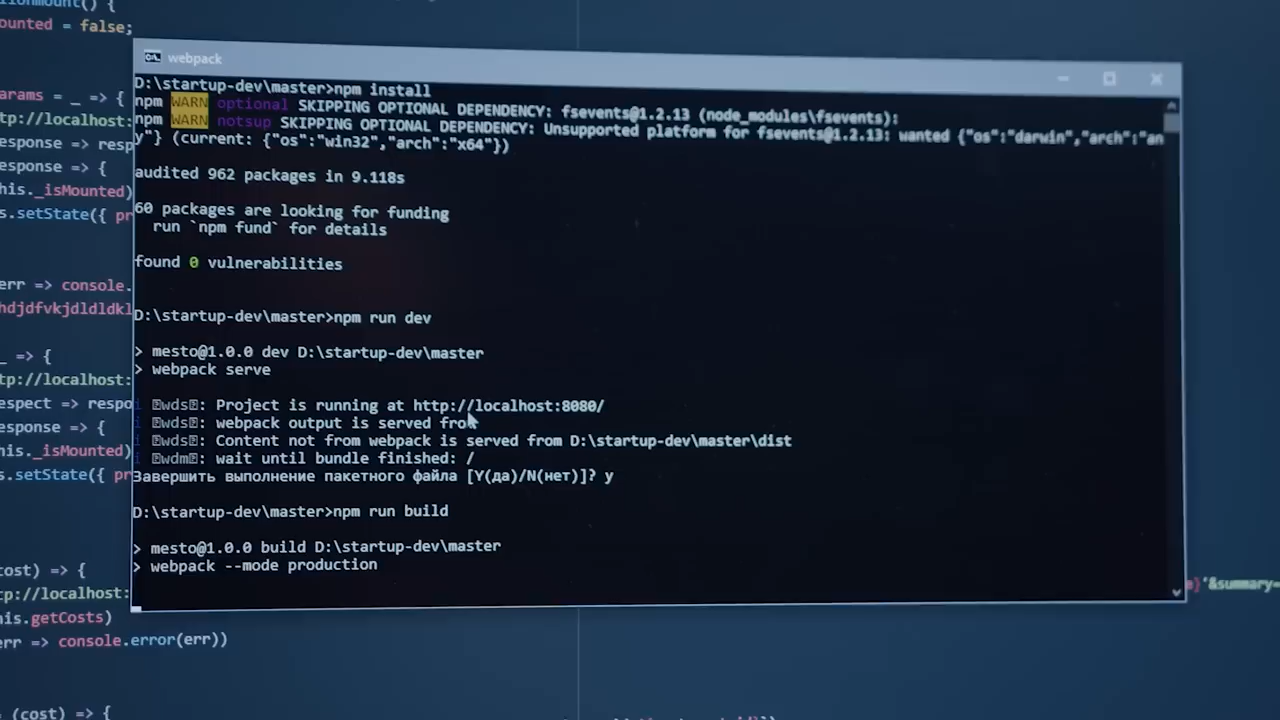 ounted = false;
webpack
D:\startup-dev\master>npm install
npm WARN optional SKIPPING OPTIONAL DEPENDENCY: fsevents@1.2.13 (node_modules\fsevents):
npm WARN notsup SKIPPING OPTIONAL DEPENDENCY: Unsupported platform for fsevents@1.2.13: wanted {"os":"darwin","arch":"an
y"} (current: {"os":"win32","arch":"x64"})
audited 962 packages in 9.118s
60 packages are looking for funding
run `npm fund` for details
found 0 vulnerabilities
D:\startup-dev\master>npm run dev
> mesto@1.0.0 dev D:\startup-dev\master
> webpack serve
i ⌷wds⌷: Project is running at http://localhost:8080/
i ⌷wds⌷: webpack output is served from
i ⌷wds⌷: Content not from webpack is served from D:\startup-dev\master\dist
i ⌷wdm⌷: wait until bundle finished: /
Завершить выполнение пакетного файла [Y(да)/N(нет)]? y
D:\startup-dev\master>npm run build
> mesto@1.0.0 build D:\startup-dev\master
> webpack --mode production
arams = _ => {
tp://localhost:
esponse => resp
esponse => {
his._isMounted)
s.setState({ pr
err => console.
hdjdfvkjdldldkl
_ => {
tp://localhost:
espect => respo
esponse => {
his._isMounted)
s.setState({ p
cost) => {
tp://localhost:
his.getCosts)
err => console.error(err))
(cost) => {
}`&summary=